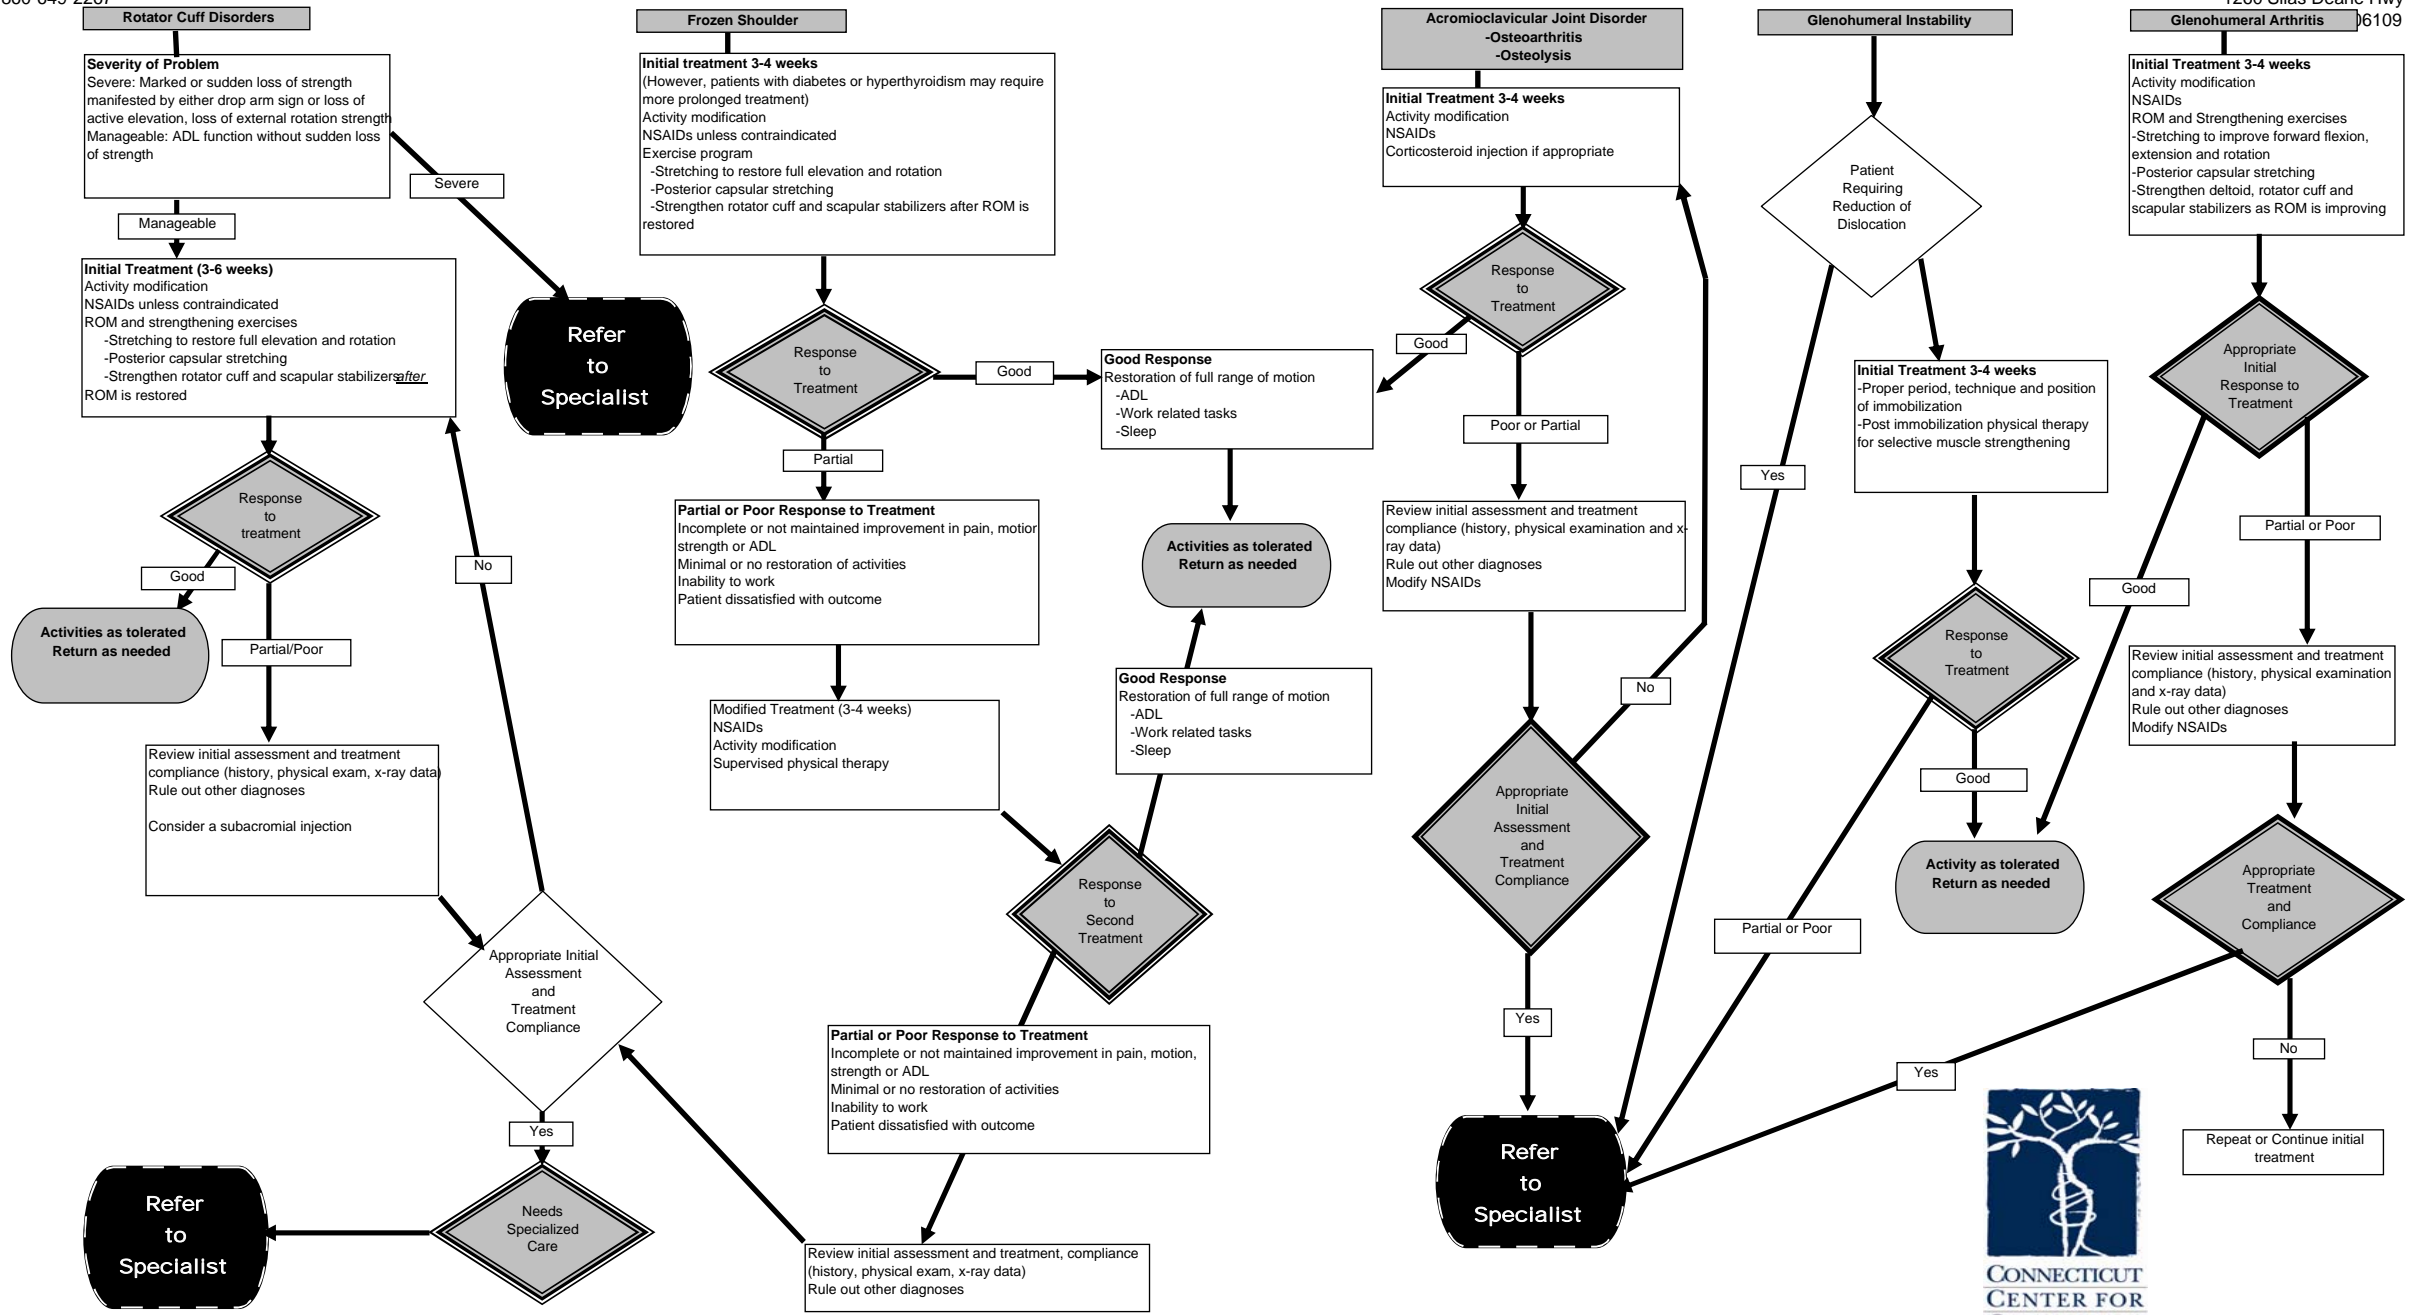 Rotator Cuff Disorders
Severity of Problem
Severe: Marked or sudden loss of strength
manifested by either drop arm sign or loss of
active elevation, loss of external rotation strength
Manageable: ADL function without sudden loss
of strength
Severe
Manageable
Initial Treatment (3-6 weeks)
Activity modification
NSAIDs unless contraindicated
ROM and strengthening exercises
-Stretching to restore full elevation and rotation
-Posterior capsular stretching
-Strengthen rotator cuff and scapular stabilizers after
ROM is restored
Refer
to
Specialist
Response
to
treatment
Good
Activities as tolerated
Return as needed
Partial/Poor
No
Review initial assessment and treatment
compliance (history, physical exam, x-ray data)
Rule out other diagnoses
Consider a subacromial injection
Appropriate Initial
Assessment
and
Treatment
Compliance
Yes
Needs
Specialized
Care
Refer
to
Specialist
Frozen Shoulder
Initial treatment 3-4 weeks
(However, patients with diabetes or hyperthyroidism may require
more prolonged treatment)
Activity modification
NSAIDs unless contraindicated
Exercise program
-Stretching to restore full elevation and rotation
-Posterior capsular stretching
-Strengthen rotator cuff and scapular stabilizers after ROM is
restored
Response
to
Treatment
Good
Good Response
Restoration of full range of motion
-ADL
-Work related tasks
-Sleep
Activities as tolerated
Return as needed
Partial
Partial or Poor Response to Treatment
Incomplete or not maintained improvement in pain, motion
strength or ADL
Minimal or no restoration of activities
Inability to work
Patient dissatisfied with outcome
Modified Treatment (3-4 weeks)
NSAIDs
Activity modification
Supervised physical therapy
Good Response
Restoration of full range of motion
-ADL
-Work related tasks
-Sleep
Response
to
Second
Treatment
Partial or Poor Response to Treatment
Incomplete or not maintained improvement in pain, motion,
strength or ADL
Minimal or no restoration of activities
Inability to work
Patient dissatisfied with outcome
Review initial assessment and treatment, compliance
(history, physical exam, x-ray data)
Rule out other diagnoses
Acromioclavicular Joint Disorder
-Osteoarthritis
-Osteolysis
Initial Treatment 3-4 weeks
Activity modification
NSAIDs
Corticosteroid injection if appropriate
Response
to
Treatment
Good
Poor or Partial
Review initial assessment and treatment
compliance (history, physical examination and x-
ray data)
Rule out other diagnoses
Modify NSAIDs
No
Appropriate
Initial
Assessment
and
Treatment
Compliance
Yes
Refer
to
Specialist
Glenohumeral Instability
Patient
Requiring
Reduction of
Dislocation
Yes
Initial Treatment 3-4 weeks
-Proper period, technique and position
of immobilization
-Post immobilization physical therapy
for selective muscle strengthening
Response
to
Treatment
Good
Activity as tolerated
Return as needed
Partial or Poor
06109
Glenohumeral Arthritis
Initial Treatment 3-4 weeks
Activity modification
NSAIDs
ROM and Strengthening exercises
-Stretching to improve forward flexion,
extension and rotation
-Posterior capsular stretching
-Strengthen deltoid, rotator cuff and
scapular stabilizers as ROM is improving
Appropriate
Initial
Response to
Treatment
Good
Partial or Poor
Review initial assessment and treatment
compliance (history, physical examination
and x-ray data)
Rule out other diagnoses
Modify NSAIDs
Appropriate
Treatment
and
Compliance
Yes
No
Repeat or Continue initial
treatment
CONNECTICUT
CENTER FOR